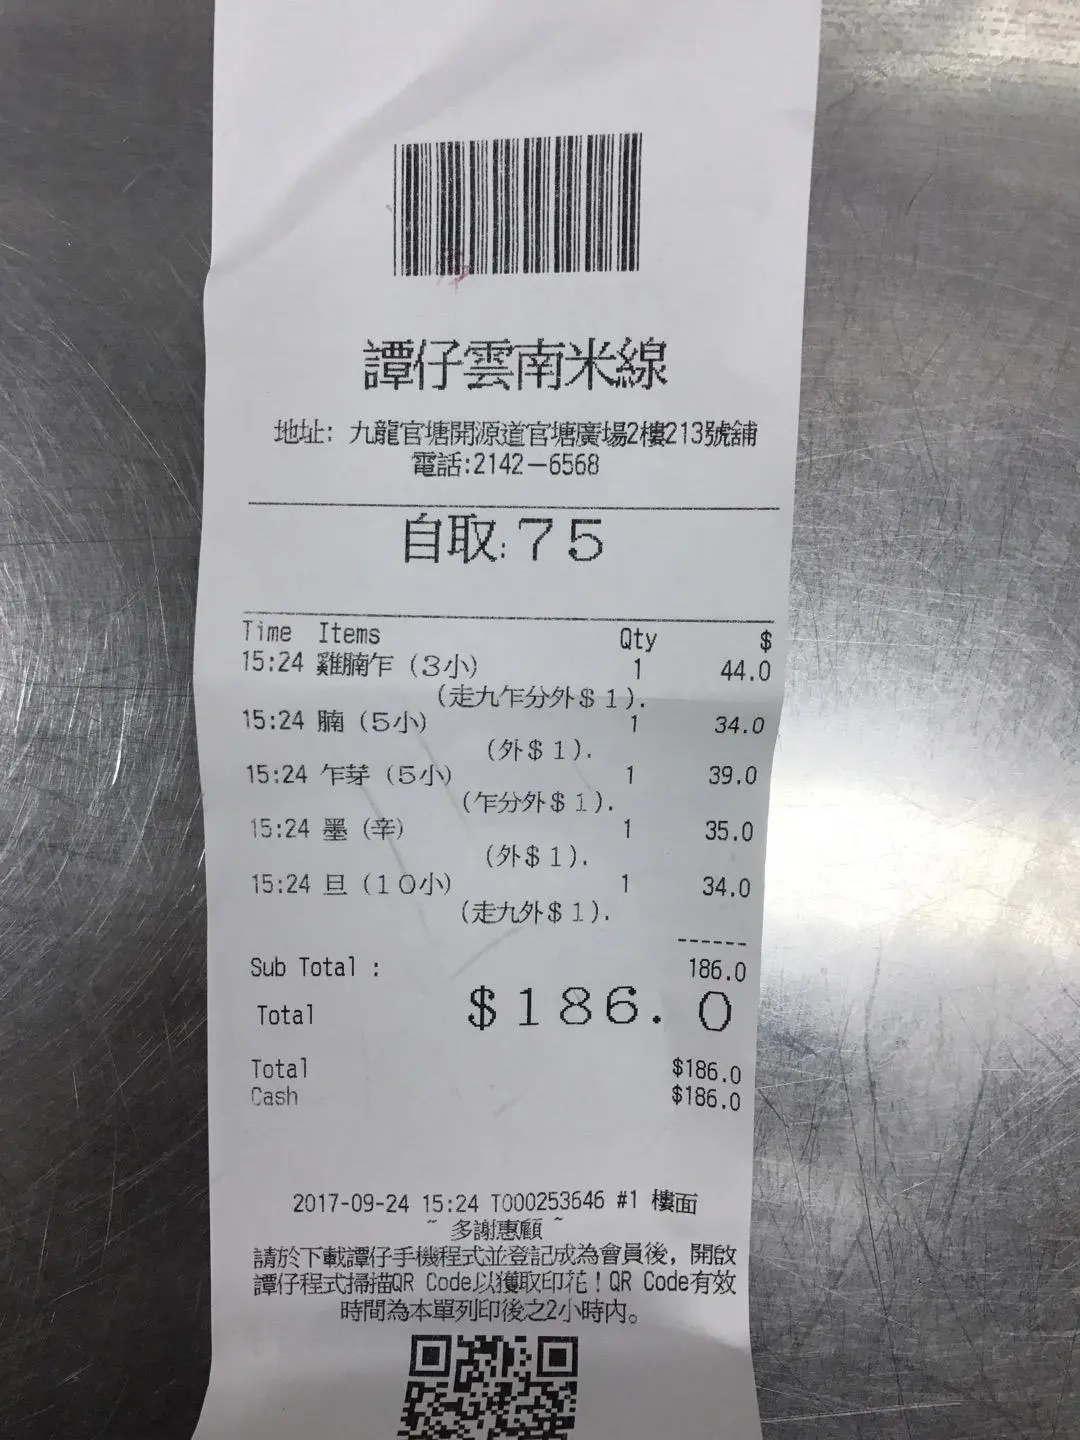 譚仔雲南米線
地址: 九龍官塘開源道官塘廣場2樓213號舖
電話:2142-6568
自取:75
Time Items Qty $
15:24 雞腩乍 (3小) 1 44.0
(走九乍分外$1).
15:24 腩 (5小) 1 34.0
(外$1).
15:24 乍芽 (5小) 1 39.0
(乍分外$1).
15:24 墨 (辛) 1 35.0
(外$1).
15:24 旦 (10小) 1 34.0
(走九外$1).
------
Sub Total : 186.0
Total $186.0
Total $186.0
Cash $186.0
2017-09-24 15:24 T000253646 #1 樓面
~ 多謝惠顧 ~
請於下載譚仔手機程式並登記成為會員後，開啟
譚仔程式掃描QR Code以獲取印花！QR Code有效
時間為本單列印後之2小時內。